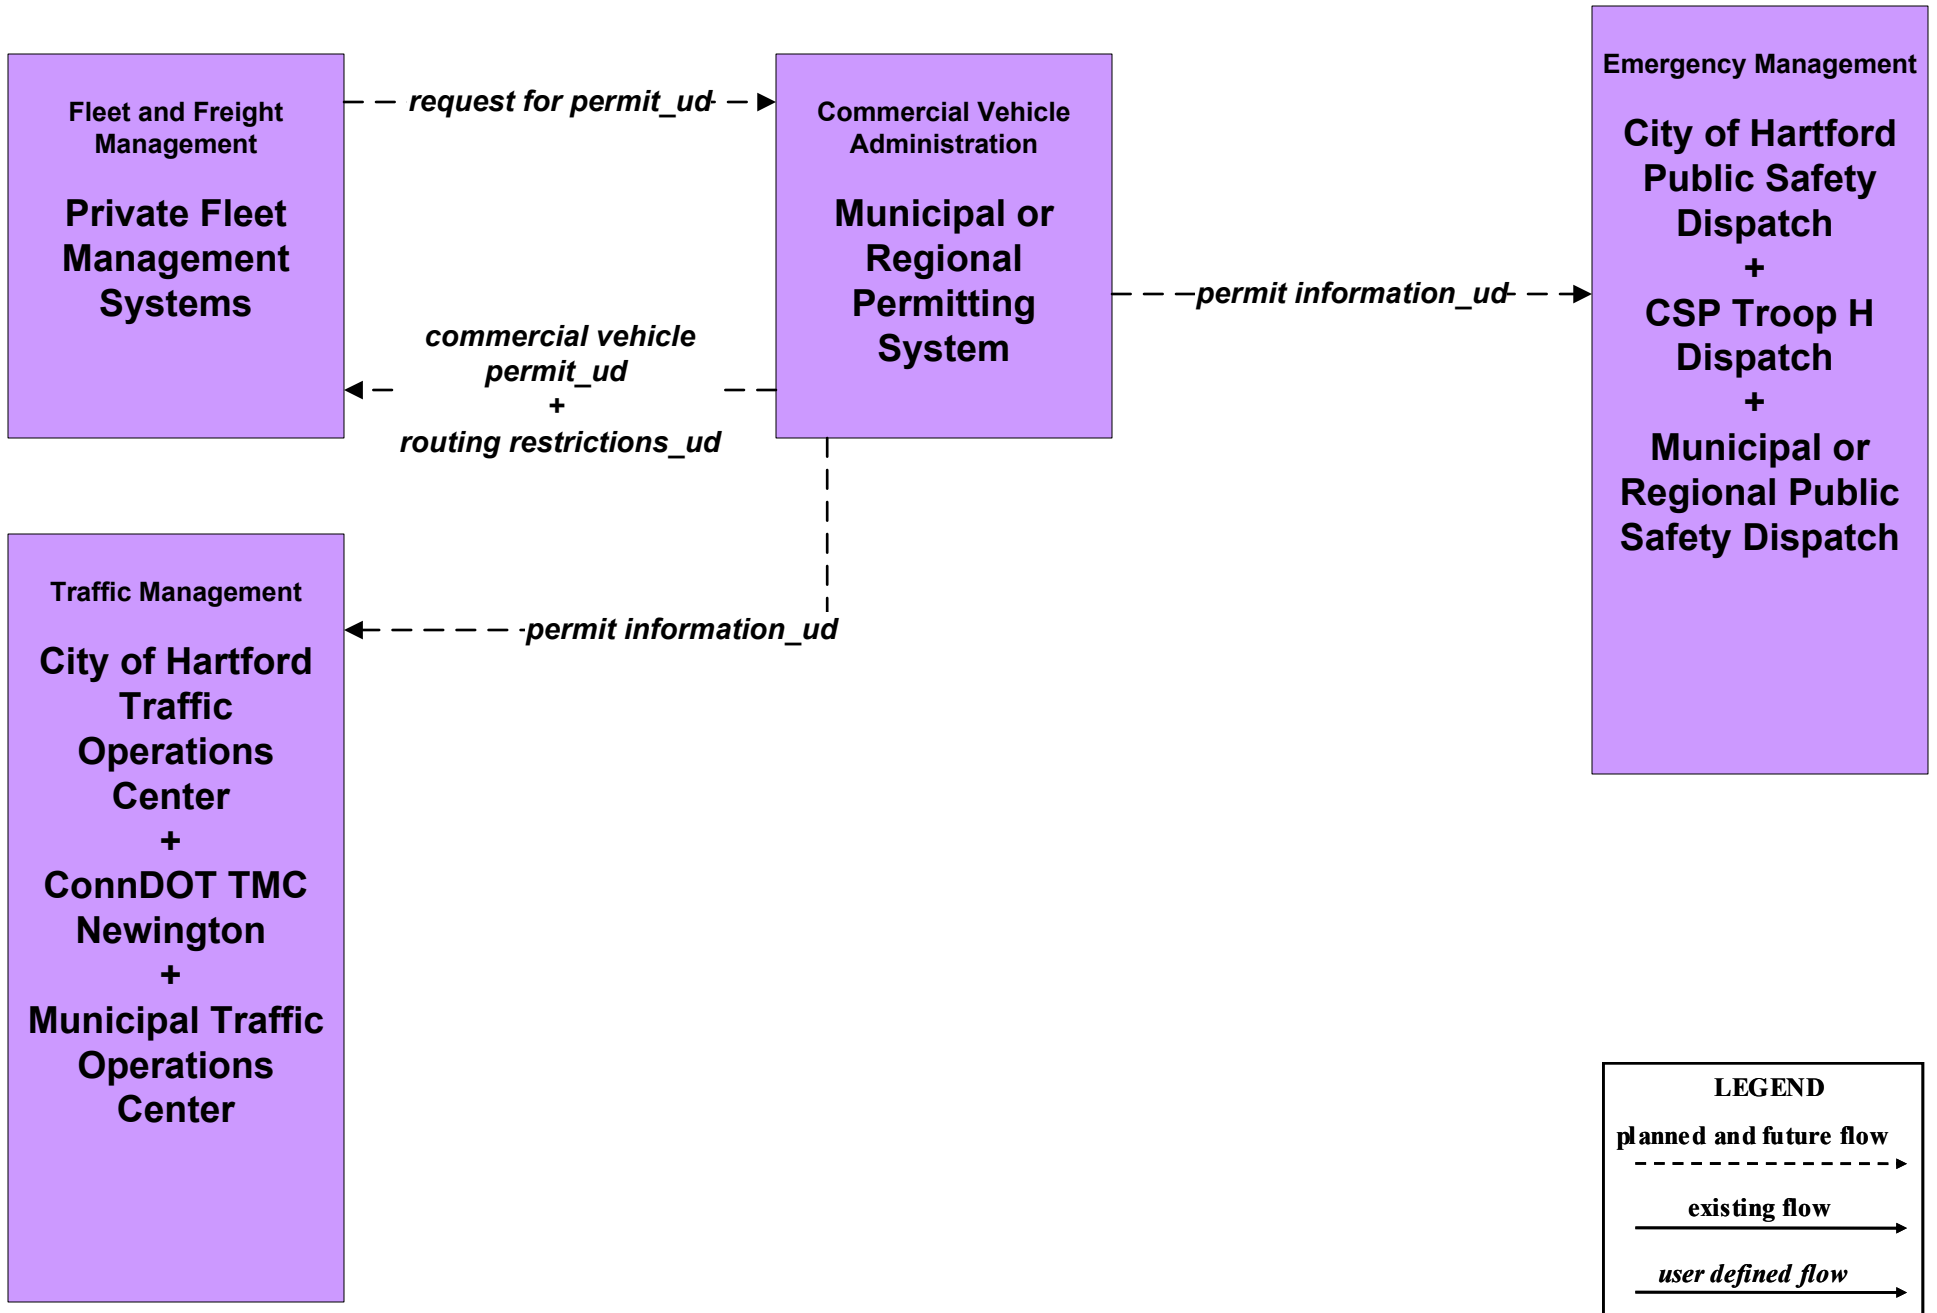 Fleet and Freight
Management
Private Fleet
Management
Systems
request for permit_ud
commercial vehicle
permit_ud
+
routing restrictions_ud
Commercial Vehicle
Administration
Municipal or
Regional
Permitting
System
permit information_ud
Emergency Management
City of Hartford
Public Safety
Dispatch
+
CSP Troop H
Dispatch
+
Municipal or
Regional Public
Safety Dispatch
Traffic Management
City of Hartford
Traffic
Operations
Center
+
ConnDOT TMC
Newington
+
Municipal Traffic
Operations
Center
permit information_ud
LEGEND
planned and future flow
existing flow
user defined flow